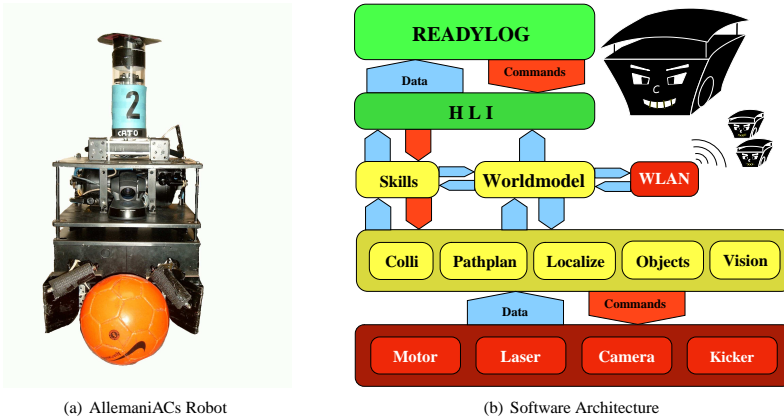 2
CATO
READYLOG
Data
Commands
H L I
Skills
Worldmodel
WLAN
Colli
Pathplan
Localize
Objects
Vision
Data
Commands
Motor
Laser
Camera
Kicker
(a) AllemaniACs Robot
(b) Software Architecture